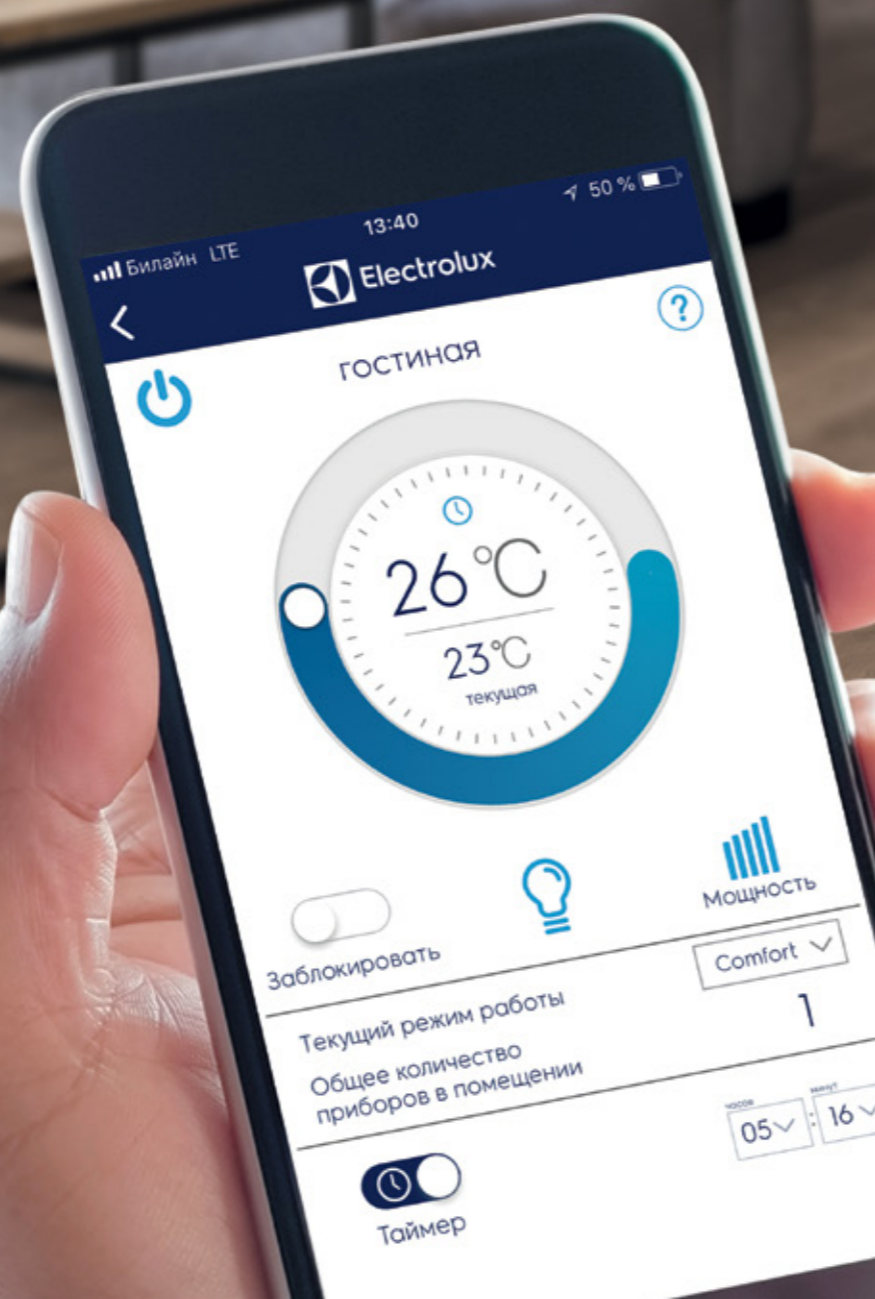 Билайн LTE 13:40 50 %
Electrolux
?
гостиная
26 °C
23°C
текущая
Заблокировать
Мощность
Текущий режим работы Comfort
Общее количество
приборов в помещении 1
часов минут
05 : 16
Таймер